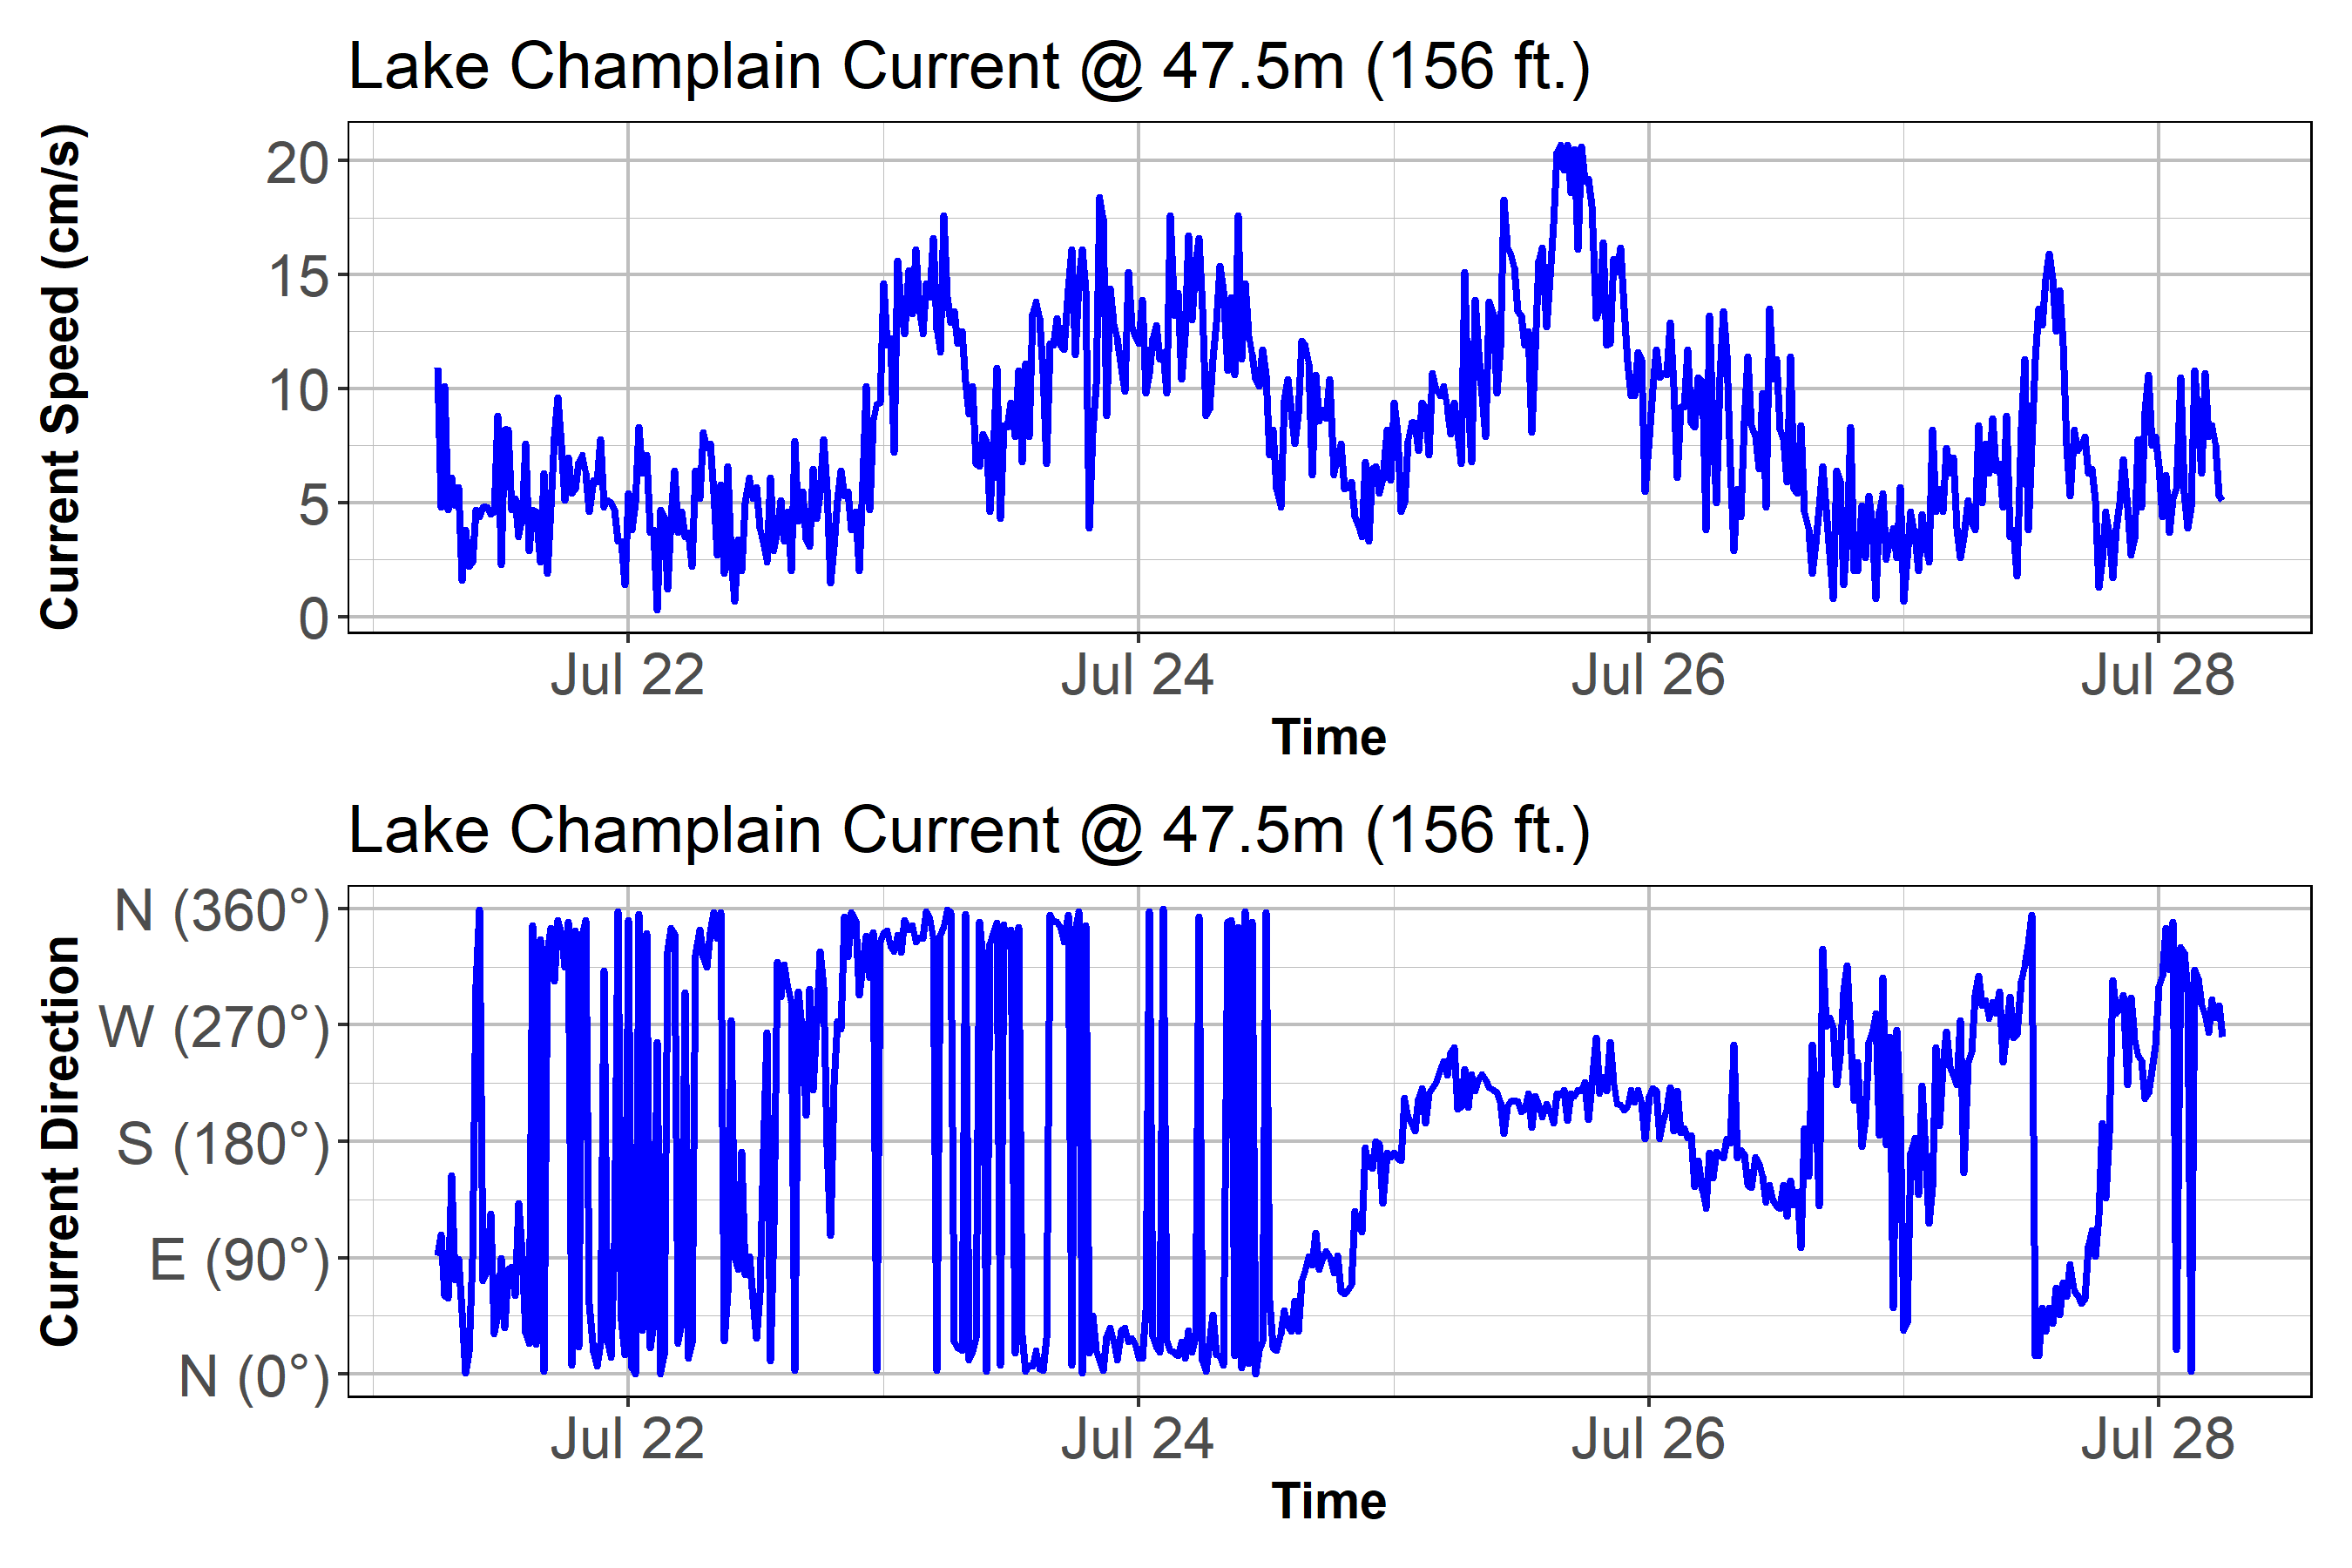 Lake Champlain Current @ 47.5m (156 ft.)
Current Speed (cm/s)
20
15
10
5
0
Jul 22 Jul 24 Jul 26 Jul 28
Time
Lake Champlain Current @ 47.5m (156 ft.)
Current Direction
N (360°)
W (270°)
S (180°)
E (90°)
N (0°)
Jul 22 Jul 24 Jul 26 Jul 28
Time